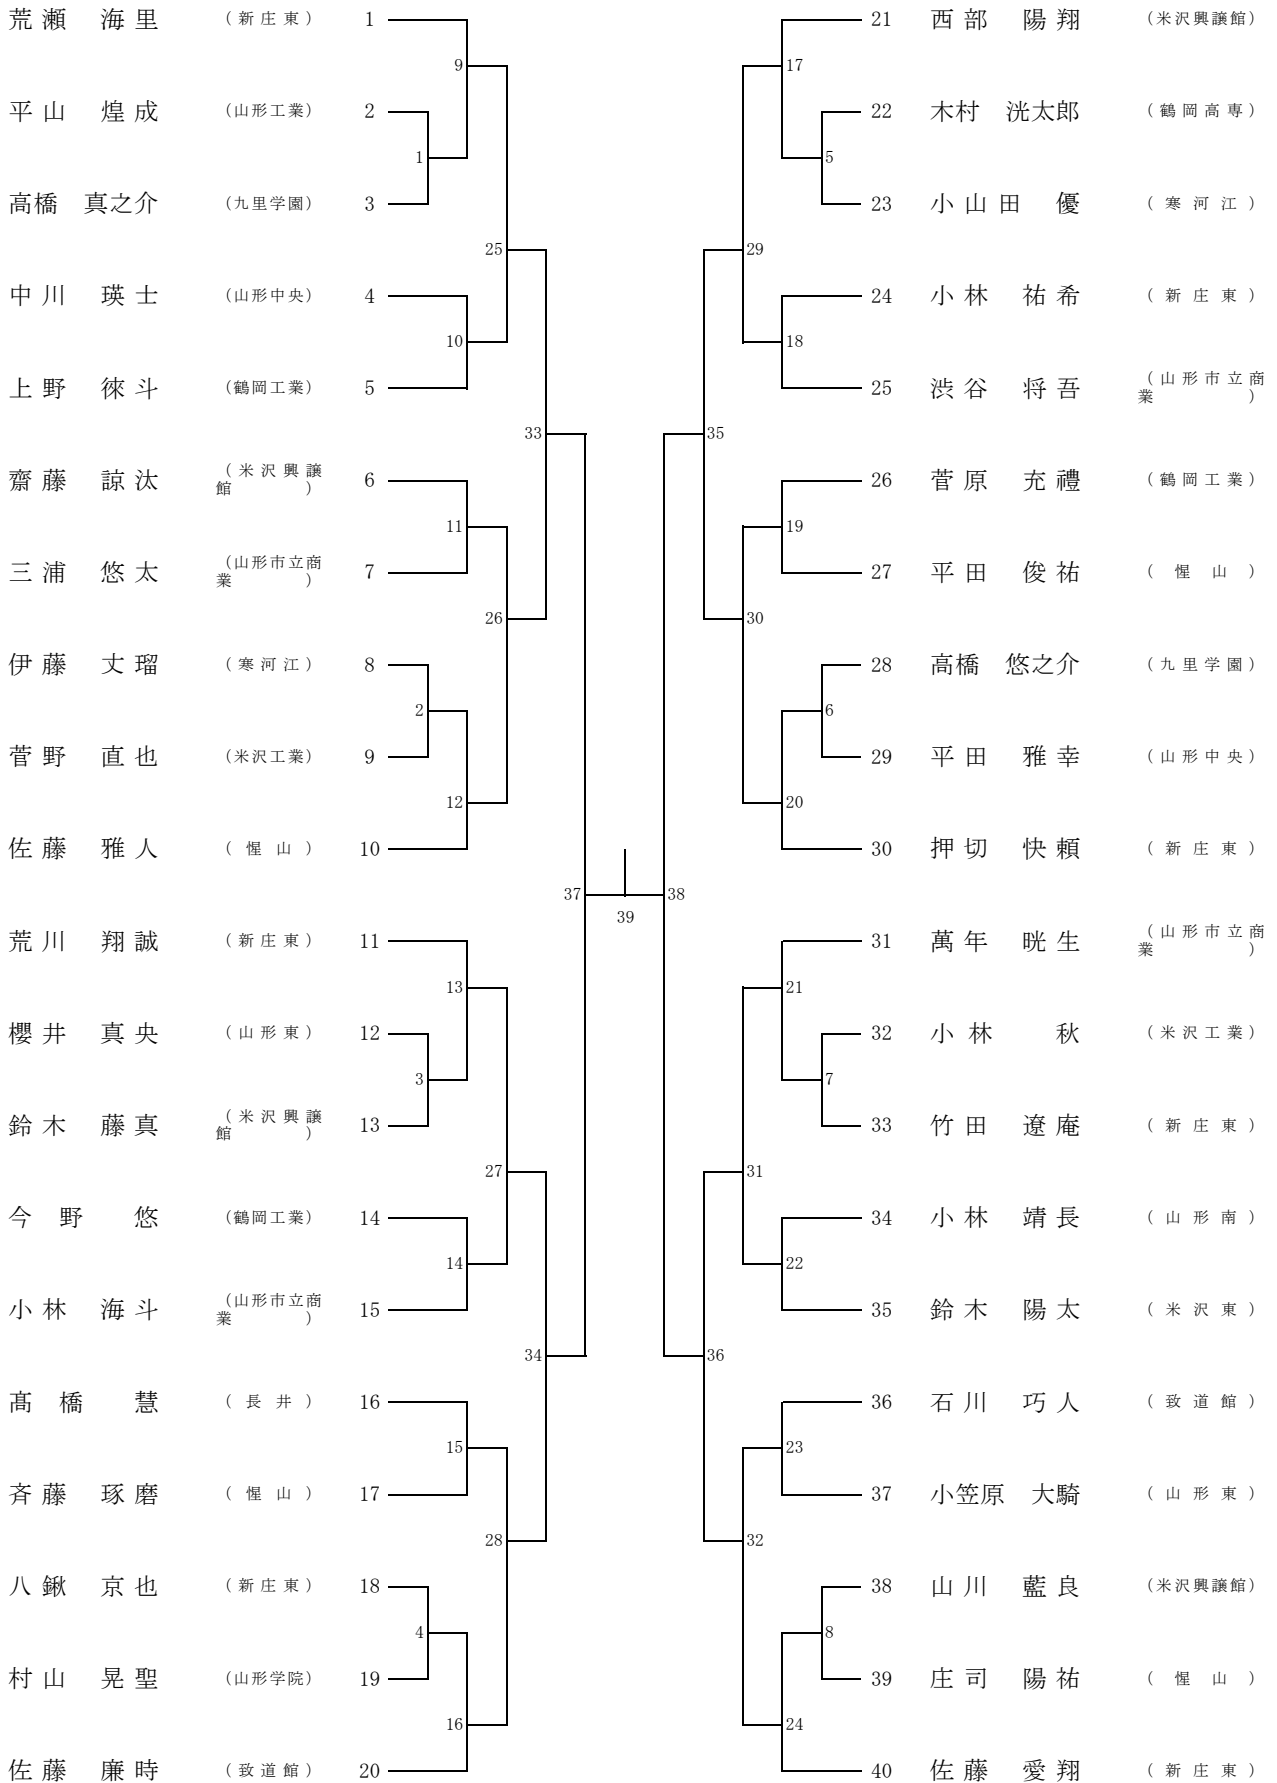 荒瀬 海里 (新庄東) 1
9
平山 煌成 (山形工業) 2
1
高橋 真之介 (九里学園) 3
25
中川 瑛士 (山形中央) 4
10
上野 徠斗 (鶴岡工業) 5
33
齋藤 諒汰 (米沢興譲館) 6
11
三浦 悠太 (山形市立商業) 7
26
伊藤 丈瑠 (寒河江) 8
2
菅野 直也 (米沢工業) 9
12
佐藤 雅人 (惺山) 10
37
荒川 翔誠 (新庄東) 11
13
櫻井 真央 (山形東) 12
3
鈴木 藤真 (米沢興譲館) 13
27
今野 悠 (鶴岡工業) 14
14
小林 海斗 (山形市立商業) 15
34
髙橋 慧 (長井) 16
15
斉藤 琢磨 (惺山) 17
28
八鍬 京也 (新庄東) 18
4
村山 晃聖 (山形学院) 19
16
佐藤 廉時 (致道館) 20
39
21 西部 陽翔 (米沢興譲館)
17
22 木村 洸太郎 (鶴岡高専)
5
23 小山田 優 (寒河江)
29
24 小林 祐希 (新庄東)
18
25 渋谷 将吾 (山形市立商業)
35
26 菅原 充禮 (鶴岡工業)
19
27 平田 俊祐 (惺山)
30
28 高橋 悠之介 (九里学園)
6
29 平田 雅幸 (山形中央)
20
30 押切 快頼 (新庄東)
38
31 萬年 晄生 (山形市立商業)
21
32 小林 秋 (米沢工業)
7
33 竹田 遼庵 (新庄東)
31
34 小林 靖長 (山形南)
22
35 鈴木 陽太 (米沢東)
36
36 石川 巧人 (致道館)
23
37 小笠原 大騎 (山形東)
32
38 山川 藍良 (米沢興譲館)
8
39 庄司 陽祐 (惺山)
24
40 佐藤 愛翔 (新庄東)